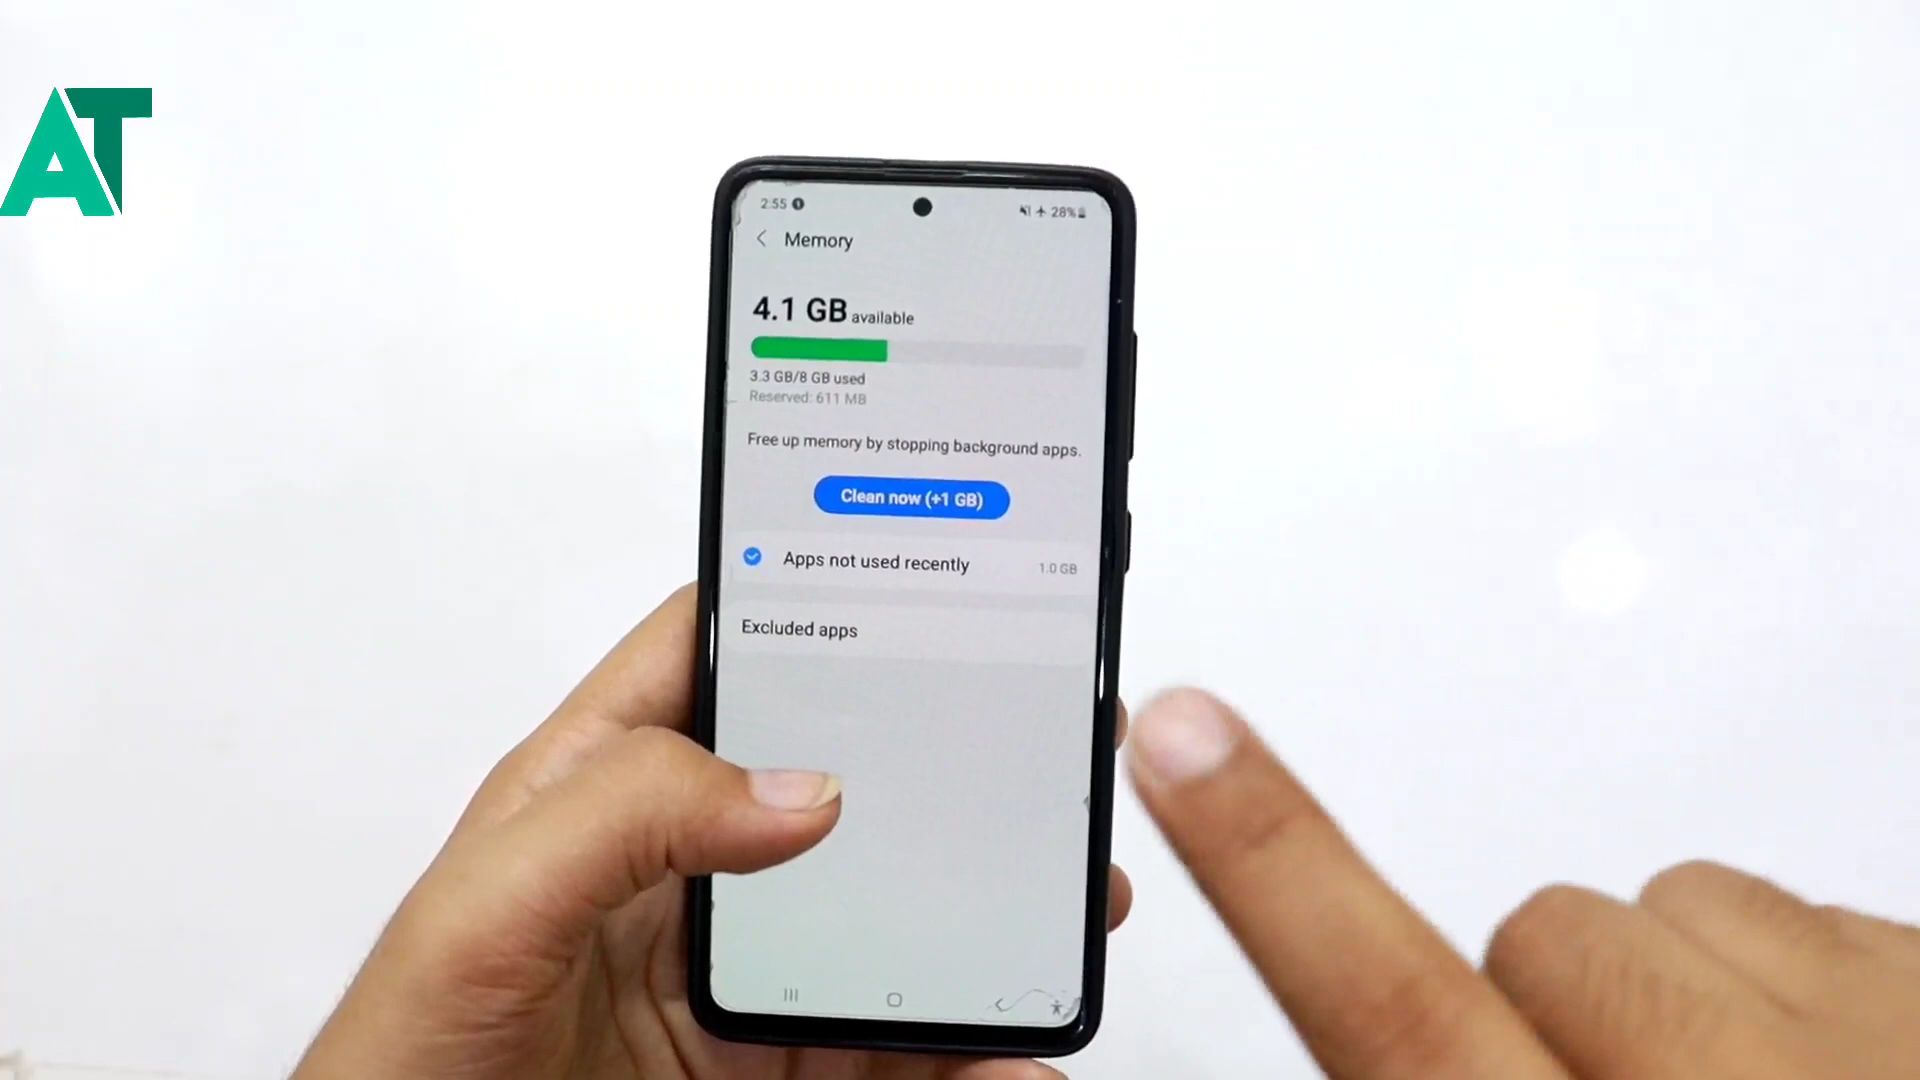 AT
2:55
28%
Memory
4.1 GB available
3.3 GB/8 GB used
Reserved: 611 MB
Free up memory by stopping background apps.
Clean now (+1 GB)
Apps not used recently
1.0 GB
Excluded apps